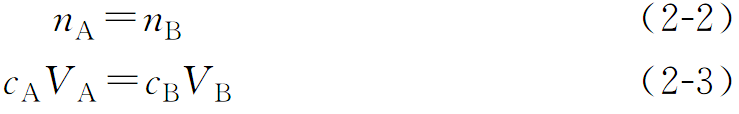 n_A＝n_B （2-2）
c_A V_A＝c_B V_B （2-3）